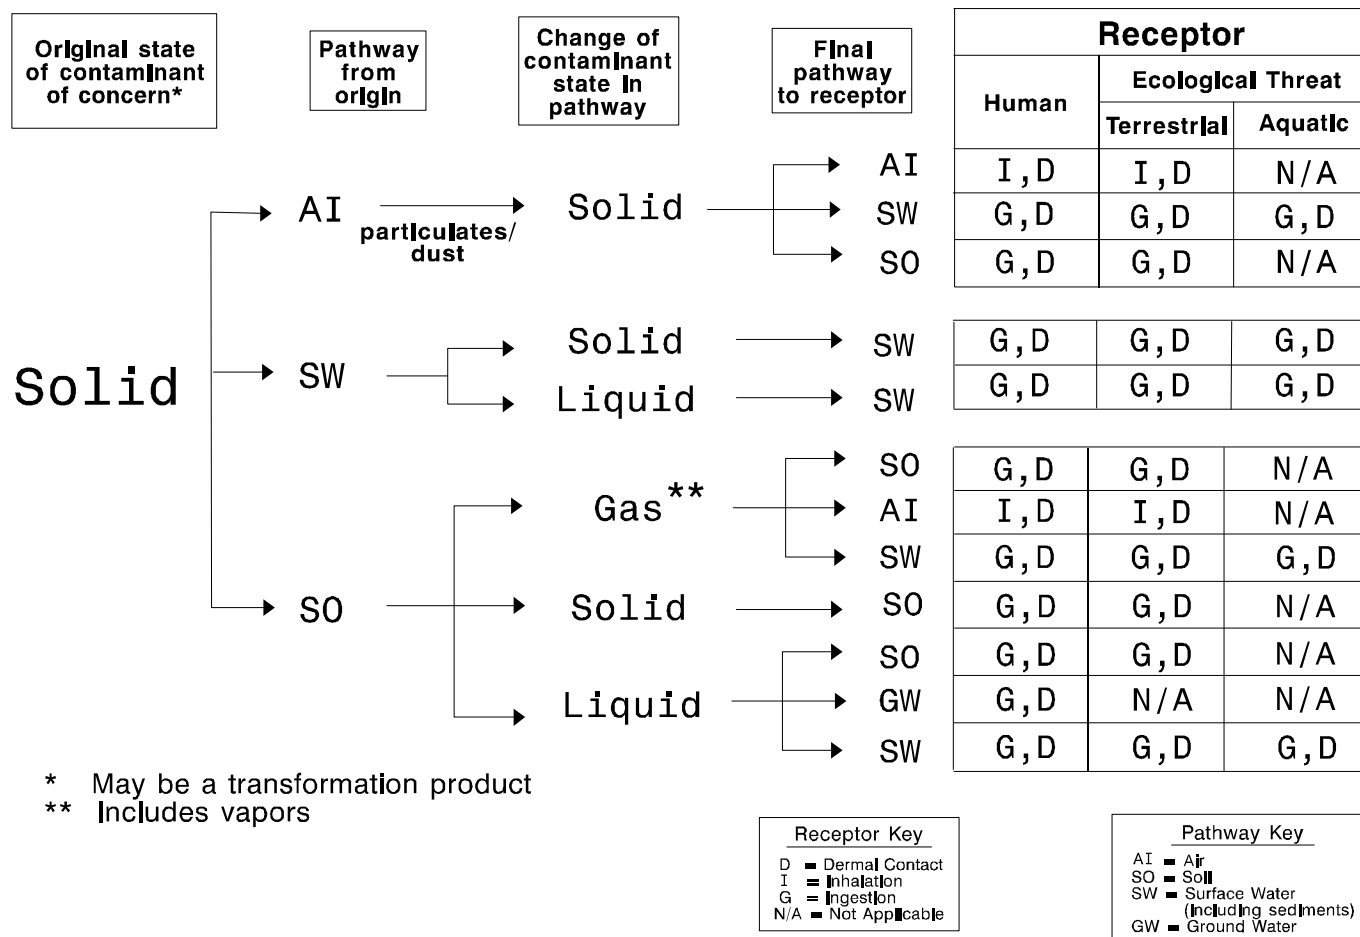 Original state
of contaminant
of concern*
Pathway
from
origin
Change of
contaminant
state in
pathway
Final
pathway
to receptor
Receptor
Human
Ecological Threat
Terrestrial
Aquatic
Solid
AI
particulates/
dust
Solid
AI
I,D
I,D
N/A
SW
G,D
G,D
G,D
SO
G,D
G,D
N/A
SW
Solid
SW
G,D
G,D
G,D
Liquid
SW
G,D
G,D
G,D
SO
Gas**
SO
G,D
G,D
N/A
AI
I,D
I,D
N/A
SW
G,D
G,D
G,D
Solid
SO
G,D
G,D
N/A
Liquid
SO
G,D
G,D
N/A
GW
G,D
N/A
N/A
SW
G,D
G,D
G,D
* May be a transformation product
** Includes vapors
Receptor Key
D = Dermal Contact
I = Inhalation
G = Ingestion
N/A = Not Applicable
Pathway Key
AI = Air
SO = Soil
SW = Surface Water
(including sediments)
GW = Ground Water